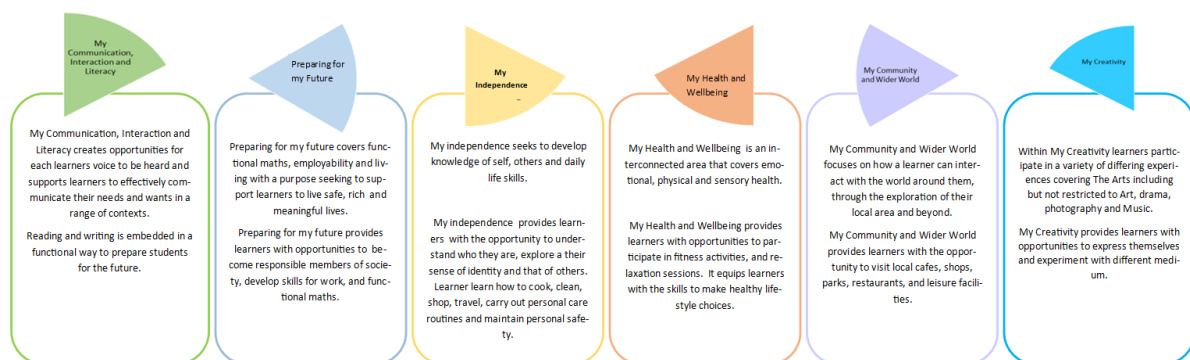 My
Communication,
Interaction and
Literacy
My Communication, Interaction and
Literacy creates opportunities for
each learners voice to be heard and
supports learners to effectively com-
municate their needs and wants in a
range of contexts.
Reading and writing is embedded in a
functional way to prepare students
for the future.
Preparing for
my Future
Preparing for my future covers func-
tional maths, employability and liv-
ing with a purpose seeking to sup-
port learners to live safe, rich and
meaningful lives.
Preparing for my future provides
learners with opportunities to be-
come responsible members of socie-
ty, develop skills for work, and func-
tional maths.
My
Independence
My independence seeks to develop
knowledge of self, others and daily
life skills.
My independence provides learn-
ers with the opportunity to under-
stand who they are, explore a their
sense of identity and that of others.
Learner learn how to cook, clean,
shop, travel, carry out personal care
routines and maintain personal safe-
ty.
My Health and
Wellbeing
My Health and Wellbeing is an in-
terconnected area that covers emo-
tional, physical and sensory health.
My Health and Wellbeing provides
learners with opportunities to par-
ticipate in fitness activities, and re-
laxation sessions. It equips learners
with the skills to make healthy life-
style choices.
My Community
and Wider World
My Community and Wider World
focuses on how a learner can inter-
act with the world around them,
through the exploration of their
local area and beyond.
My Community and Wider World
provides learners with the oppor-
tunity to visit local cafes, shops,
parks, restaurants, and leisure facili-
ties.
My Creativity
Within My Creativity learners partic-
ipate in a variety of differing experi-
ences covering The Arts including
but not restricted to Art, drama,
photography and Music.
My Creativity provides learners with
opportunities to express themselves
and experiment with different medi-
um.